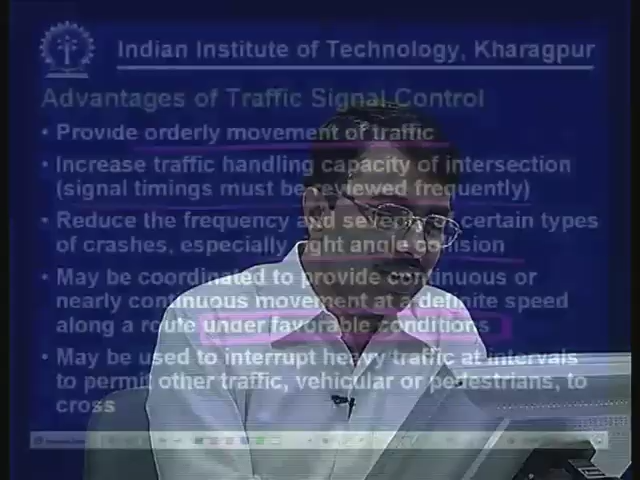 Indian Institute of Technology, Kharagpur
Advantages of Traffic Signal Control
• Provide orderly movement of traffic
• Increase traffic handling capacity of intersection
(signal timings must be reviewed frequently)
• Reduce the frequency and severity of certain types
of crashes, especially right angle collision
• May be coordinated to provide continuous or
nearly continuous movement at a definite speed
along a route under favorable conditions
• May be used to interrupt heavy traffic at intervals
to permit other traffic, vehicular or pedestrians, to
cross